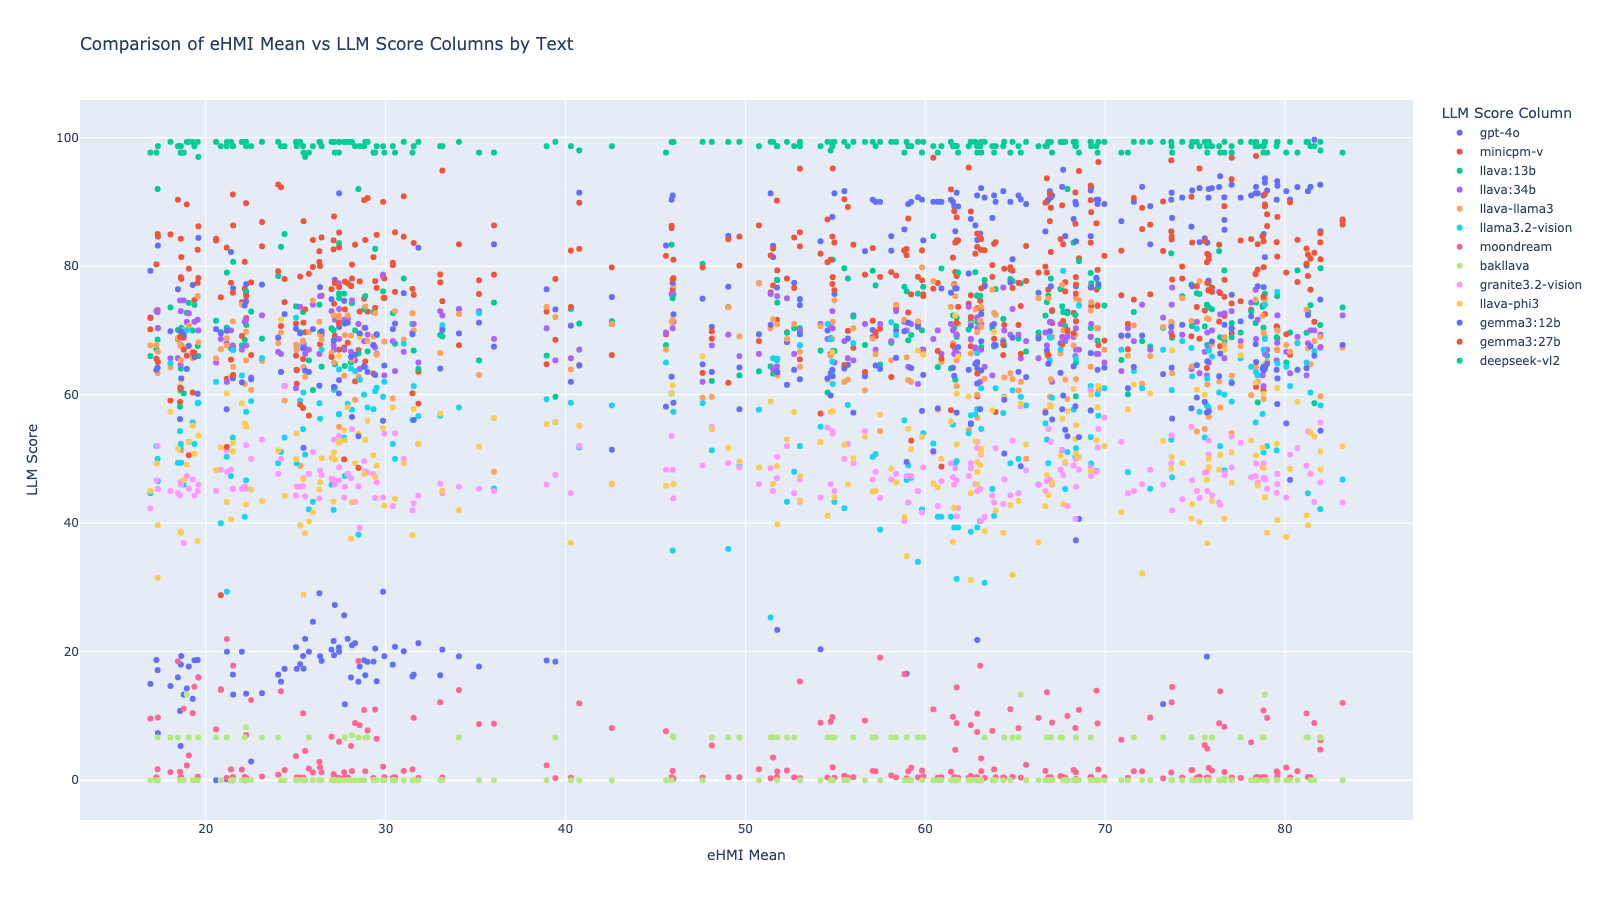 Comparison of eHMI Mean vs LLM Score Columns by Text
LLM Score Column
gpt-4o
minicpm-v
llava:13b
llava:34b
llava-llama3
llama3.2-vision
moondream
bakllava
granite3.2-vision
llava-phi3
gemma3:12b
gemma3:27b
deepseek-vl2
LLM Score
100
80
60
40
20
0
20
30
40
50
60
70
80
eHMI Mean